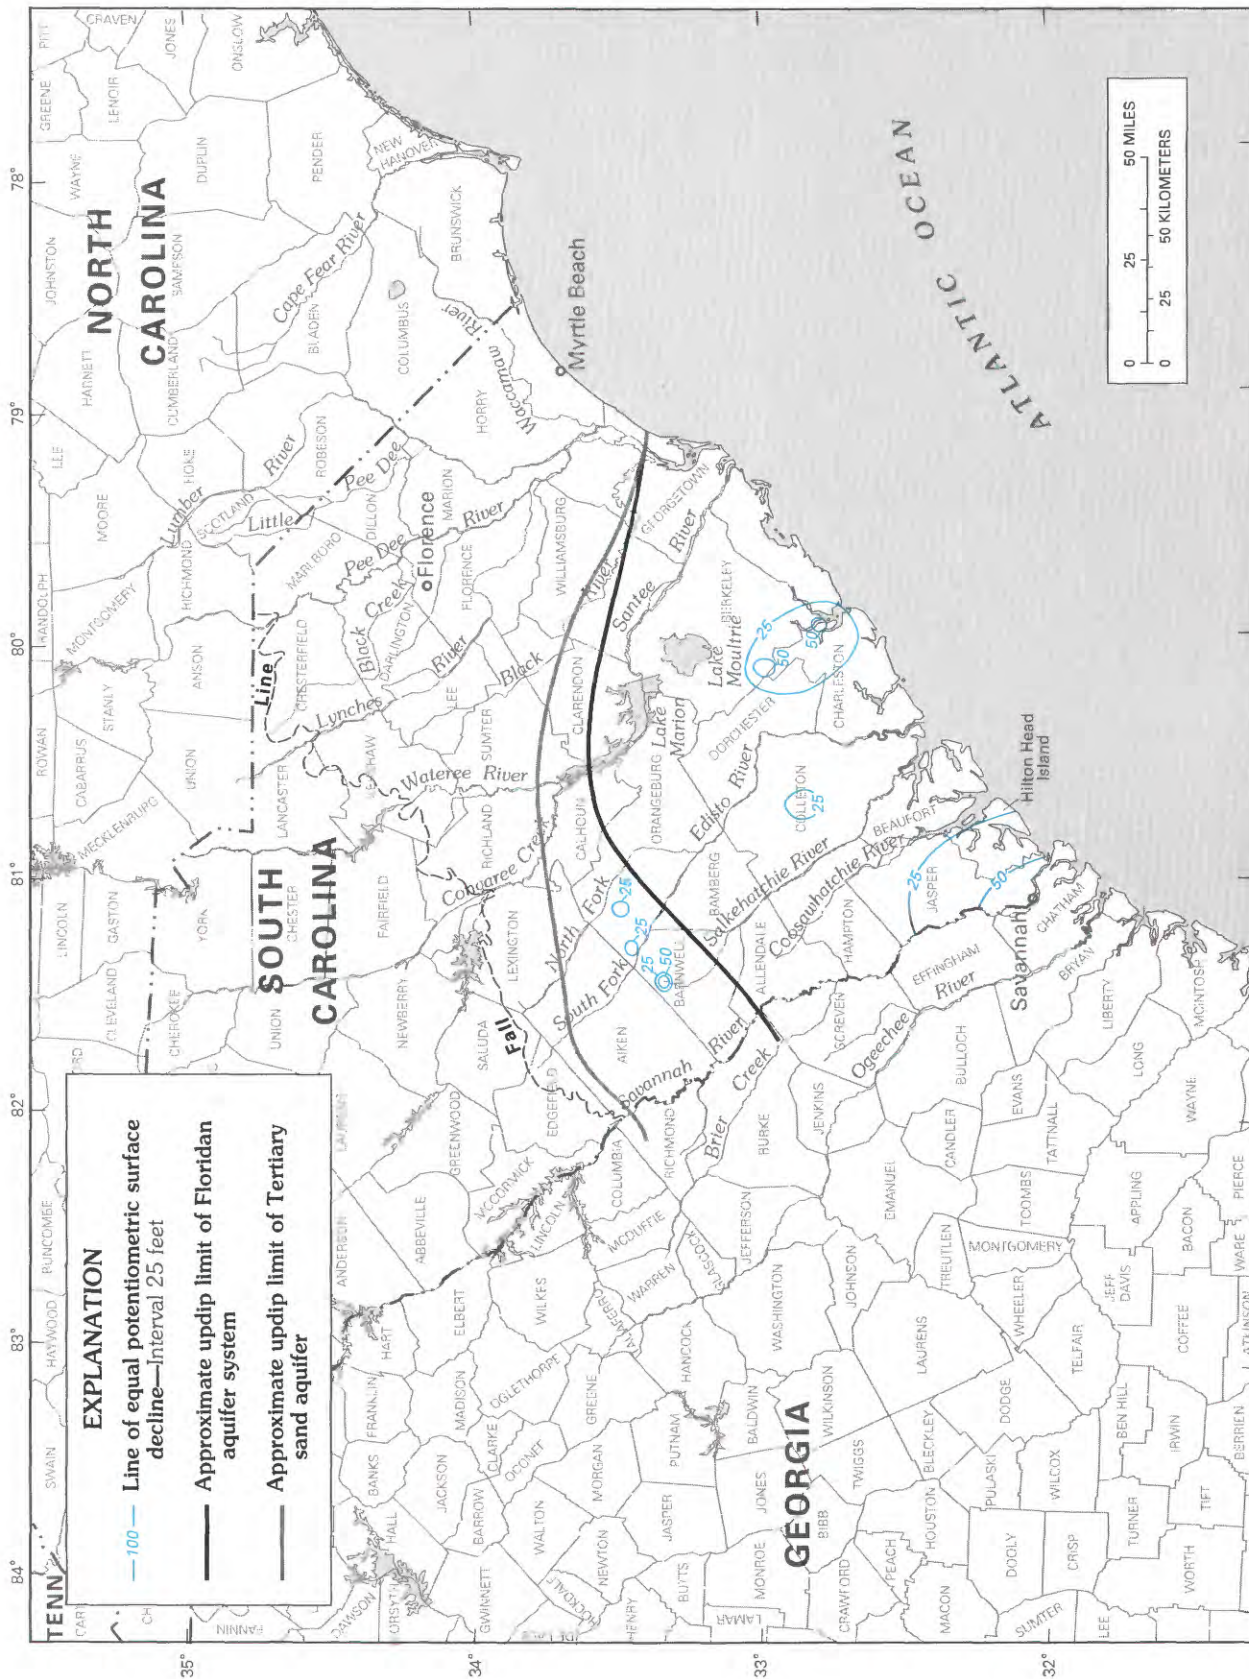 EXPLANATION
—100— Line of equal potentiometric surface
decline—Interval 25 feet
Approximate updip limit of Floridan
aquifer system
Approximate updip limit of Tertiary
sand aquifer
84°
83°
82°
81°
80°
79°
78°
35°
34°
33°
32°
TENN
NORTH
CAROLINA
SOUTH
CAROLINA
GEORGIA
ATLANTIC OCEAN
0 25 50 MILES
0 25 50 KILOMETERS
SWAIN
HAYWOOD
BUNCOMBE
CLEVELAND
LINCOLN
GASTON
MECKLENBURG
CABARRUS
ROWAN
STANLY
UNION
ANSON
MONTGOMERY
RANDOLPH
RICHMOND
MOORE
LEE
HOKE
SCOTLAND
HARNETT
CUMBERLAND
ROBESON
JOHNSTON
SAMPSON
BLADEN
COLUMBUS
WAYNE
DUPLIN
PENDER
NEW
HANOVER
BRUNSWICK
GREENE
LENOIR
PITT
CRAVEN
JONES
ONSLOW
CHEROKEE
YORK
UNION
CHESTER
LANCASTER
CHESTERFIELD
MARLBORO
DILLON
MARION
HORRY
DARLINGTON
FLORENCE
WILLIAMSBURG
GEORGETOWN
LEE
SUMTER
CLARENDON
KERSHAW
FAIRFIELD
RICHLAND
NEWBERRY
LEXINGTON
CALHOUN
ORANGEBURG
BERKELEY
DORCHESTER
CHARLESTON
COLLETON
BAMBERG
BARNWELL
ALLENDALE
HAMPTON
JASPER
BEAUFORT
AIKEN
EDGEFIELD
SALUDA
GREENWOOD
MCCORMICK
ABBEVILLE
ANDERSON
Fall
Line
Cape Fear River
Waccamaw River
Lumber River
Little Pee Dee
Pee Dee River
Black Creek
Lynches River
Black River
Santee River
Wateree River
Congaree Creek
North Fork
South Fork
Edisto River
Salkehatchie River
Coosawhatchie River
Savannah River
Brier Creek
Ogeechee River
Lake
Moultrie
Lake
Marion
Florence
Myrtle Beach
Savannah
Hilton Head
Island
25
50
50
25
25
25
25
50
25
50
FANNIN
DAWSON
FORSYTH
HALL
BANKS
FRANKLIN
HART
GWINNETT
BARROW
JACKSON
MADISON
ELBERT
CLARKE
OCONEE
OGLETHORPE
WILKES
LINCOLN
WALTON
ROCKDALE
NEWTON
MORGAN
GREENE
TALIAFERRO
WARREN
MCDUFFIE
COLUMBIA
RICHMOND
HENRY
BUTTS
JASPER
PUTNAM
HANCOCK
GLASCOCK
JEFFERSON
BURKE
LAMAR
MONROE
JONES
BALDWIN
WASHINGTON
JENKINS
SCREVEN
CRAWFORD
BIBB
TWIGGS
WILKINSON
JOHNSON
EMANUEL
PEACH
HOUSTON
BLECKLEY
LAURENS
TREUTLEN
CANDLER
BULLOCH
EFFINGHAM
MACON
DOOLY
PULASKI
DODGE
WHEELER
MONTGOMERY
TOOMBS
TATTNALL
EVANS
BRYAN
CHATHAM
SUMTER
CRISP
WILCOX
TELFAIR
JEFF
DAVIS
APPLING
LONG
LIBERTY
LEE
WORTH
TURNER
BEN HILL
IRWIN
TIFT
COFFEE
BACON
WAYNE
MCINTOSH
BERRIEN
ATKINSON
WARE
PIERCE